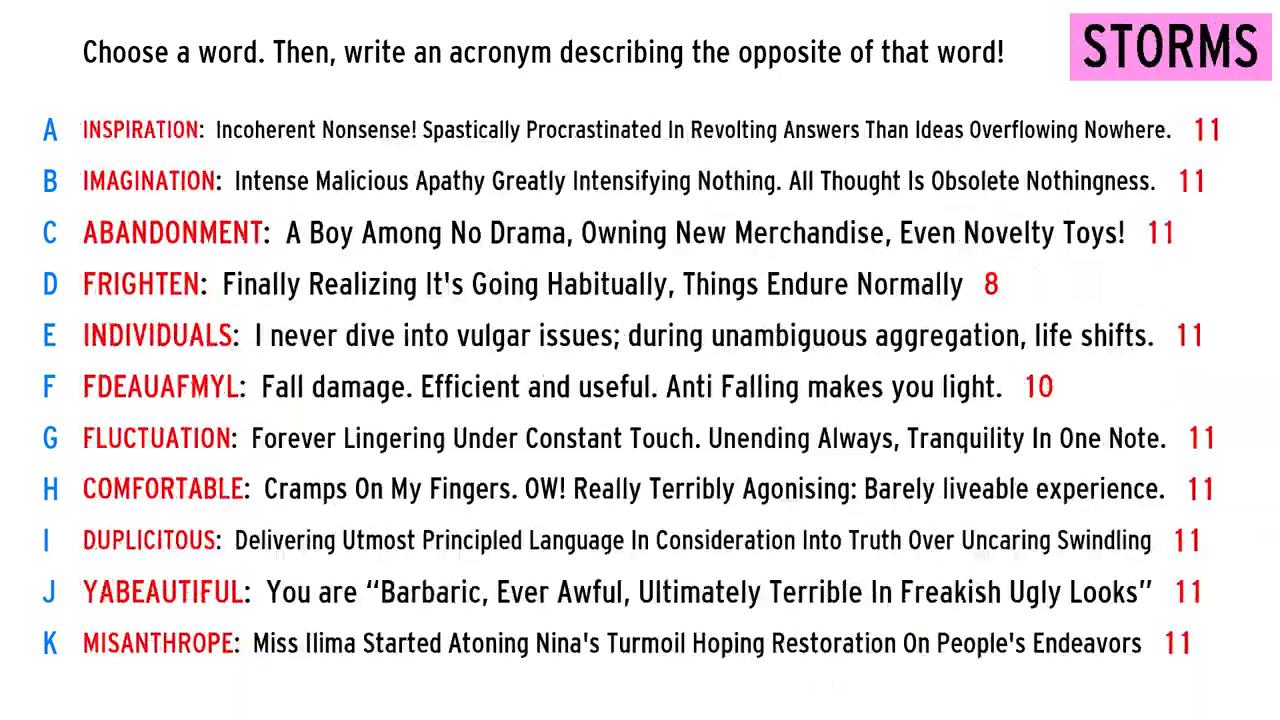 Choose a word. Then, write an acronym describing the opposite of that word!
STORMS
A INSPIRATION: Incoherent Nonsense! Spastically Procrastinated In Revolting Answers Than Ideas Overflowing Nowhere. 11
B IMAGINATION: Intense Malicious Apathy Greatly Intensifying Nothing. All Thought Is Obsolete Nothingness. 11
C ABANDONMENT: A Boy Among No Drama, Owning New Merchandise, Even Novelty Toys! 11
D FRIGHTEN: Finally Realizing It's Going Habitually, Things Endure Normally 8
E INDIVIDUALS: I never dive into vulgar issues; during unambiguous aggregation, life shifts. 11
F FDEAUAFMYL: Fall damage. Efficient and useful. Anti Falling makes you light. 10
G FLUCTUATION: Forever Lingering Under Constant Touch. Unending Always, Tranquility In One Note. 11
H COMFORTABLE: Cramps On My Fingers. OW! Really Terribly Agonising: Barely liveable experience. 11
I DUPLICITOUS: Delivering Utmost Principled Language In Consideration Into Truth Over Uncaring Swindling 11
J YABEAUTIFUL: You are “Barbaric, Ever Awful, Ultimately Terrible In Freakish Ugly Looks” 11
K MISANTHROPE: Miss Ilima Started Atoning Nina's Turmoil Hoping Restoration On People's Endeavors 11